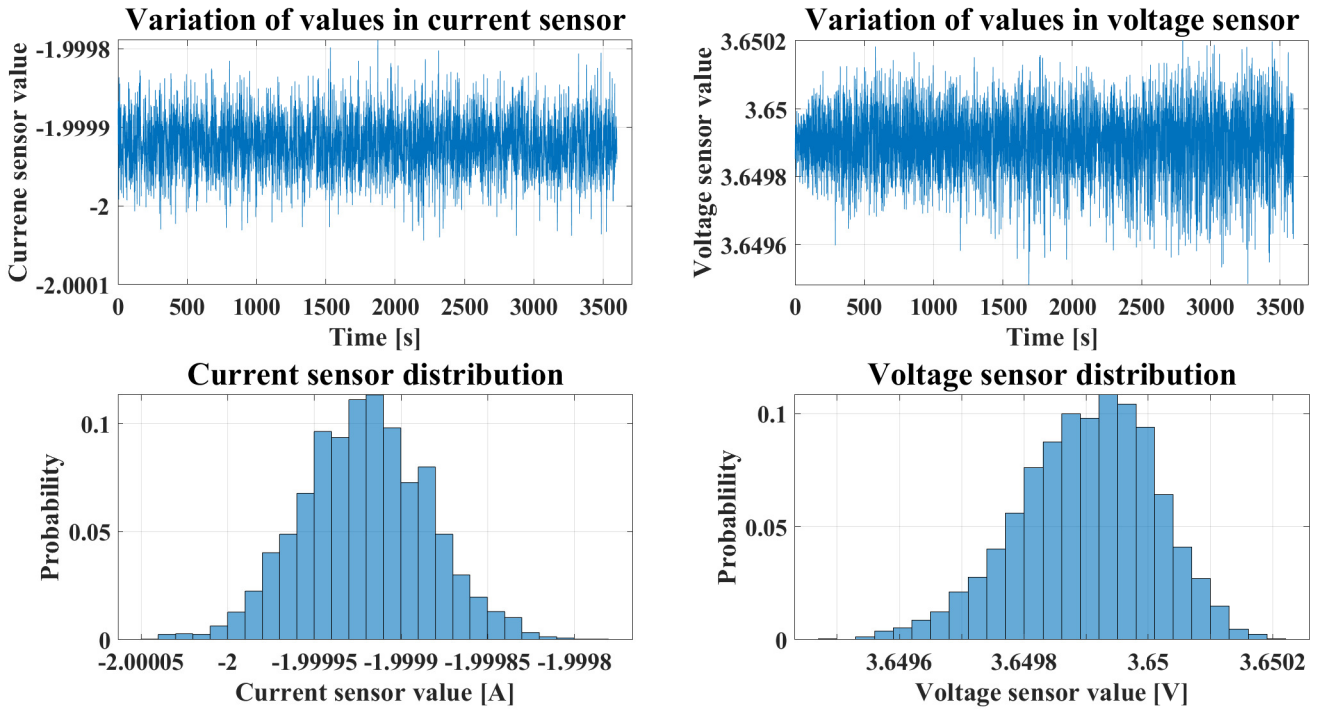 Variation of values in current sensor
Currene sensor value
-1.9998
-1.9999
-2
-2.0001
0 500 1000 1500 2000 2500 3000 3500
Time [s]
Variation of values in voltage sensor
Voltage sensor value
3.6502
3.65
3.6498
3.6496
0 500 1000 1500 2000 2500 3000 3500
Time [s]
Current sensor distribution
Probability
0.1
0.05
0
-2.00005 -2 -1.99995 -1.9999 -1.99985 -1.9998
Current sensor value [A]
Voltage sensor distribution
Probablility
0.1
0.05
0
3.6496 3.6498 3.65 3.6502
Voltage sensor value [V]